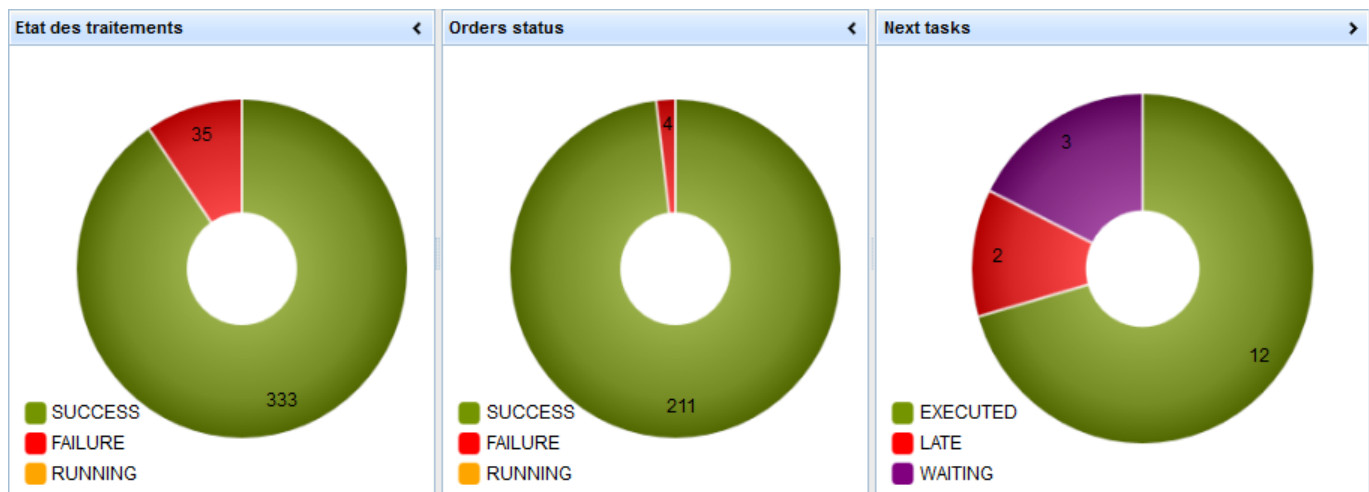 Etat des traitements
35
333
SUCCESS
FAILURE
RUNNING
Orders status
4
211
SUCCESS
FAILURE
RUNNING
Next tasks
3
2
12
EXECUTED
LATE
WAITING